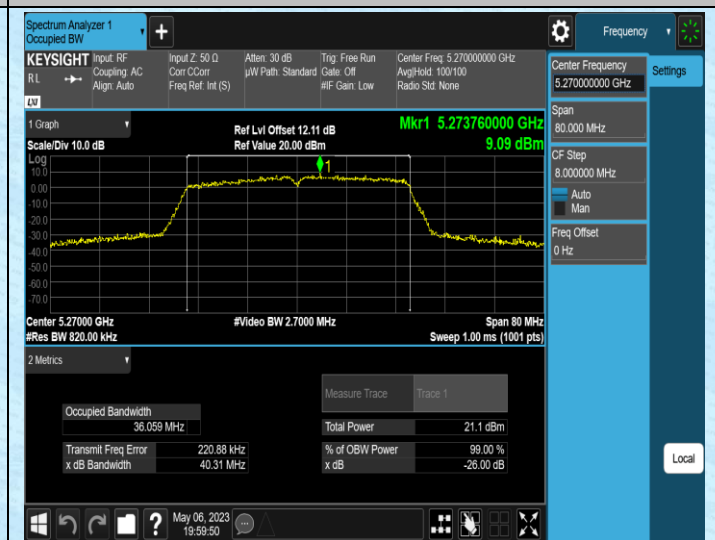 Spectrum Analyzer 1
Occupied BW
Frequency
KEYSIGHT
R L
LXI
Input: RF
Coupling: AC
Align: Auto
Input Z: 50 Ω
Corr CCorr
Freq Ref: Int (S)
Atten: 30 dB
µW Path: Standard
Trig: Free Run
Gate: Off
#IF Gain: Low
Center Freq: 5.270000000 GHz
Avg|Hold: 100/100
Radio Std: None
Center Frequency
5.270000000 GHz
Settings
Span
80.000 MHz
CF Step
8.000000 MHz
Auto
Man
Freq Offset
0 Hz
1 Graph
Scale/Div 10.0 dB
Ref Lvl Offset 12.11 dB
Ref Value 20.00 dBm
Mkr1 5.273760000 GHz
9.09 dBm
Log
10.0
0.00
-10.0
-20.0
-30.0
-40.0
-50.0
-60.0
-70.0
1
Center 5.27000 GHz
#Res BW 820.00 kHz
#Video BW 2.7000 MHz
Span 80 MHz
Sweep 1.00 ms (1001 pts)
2 Metrics
Measure Trace
Trace 1
Occupied Bandwidth
36.059 MHz
Total Power
21.1 dBm
Transmit Freq Error
220.88 kHz
% of OBW Power
99.00 %
x dB Bandwidth
40.31 MHz
x dB
-26.00 dB
Local
?
May 06, 2023
19:59:50